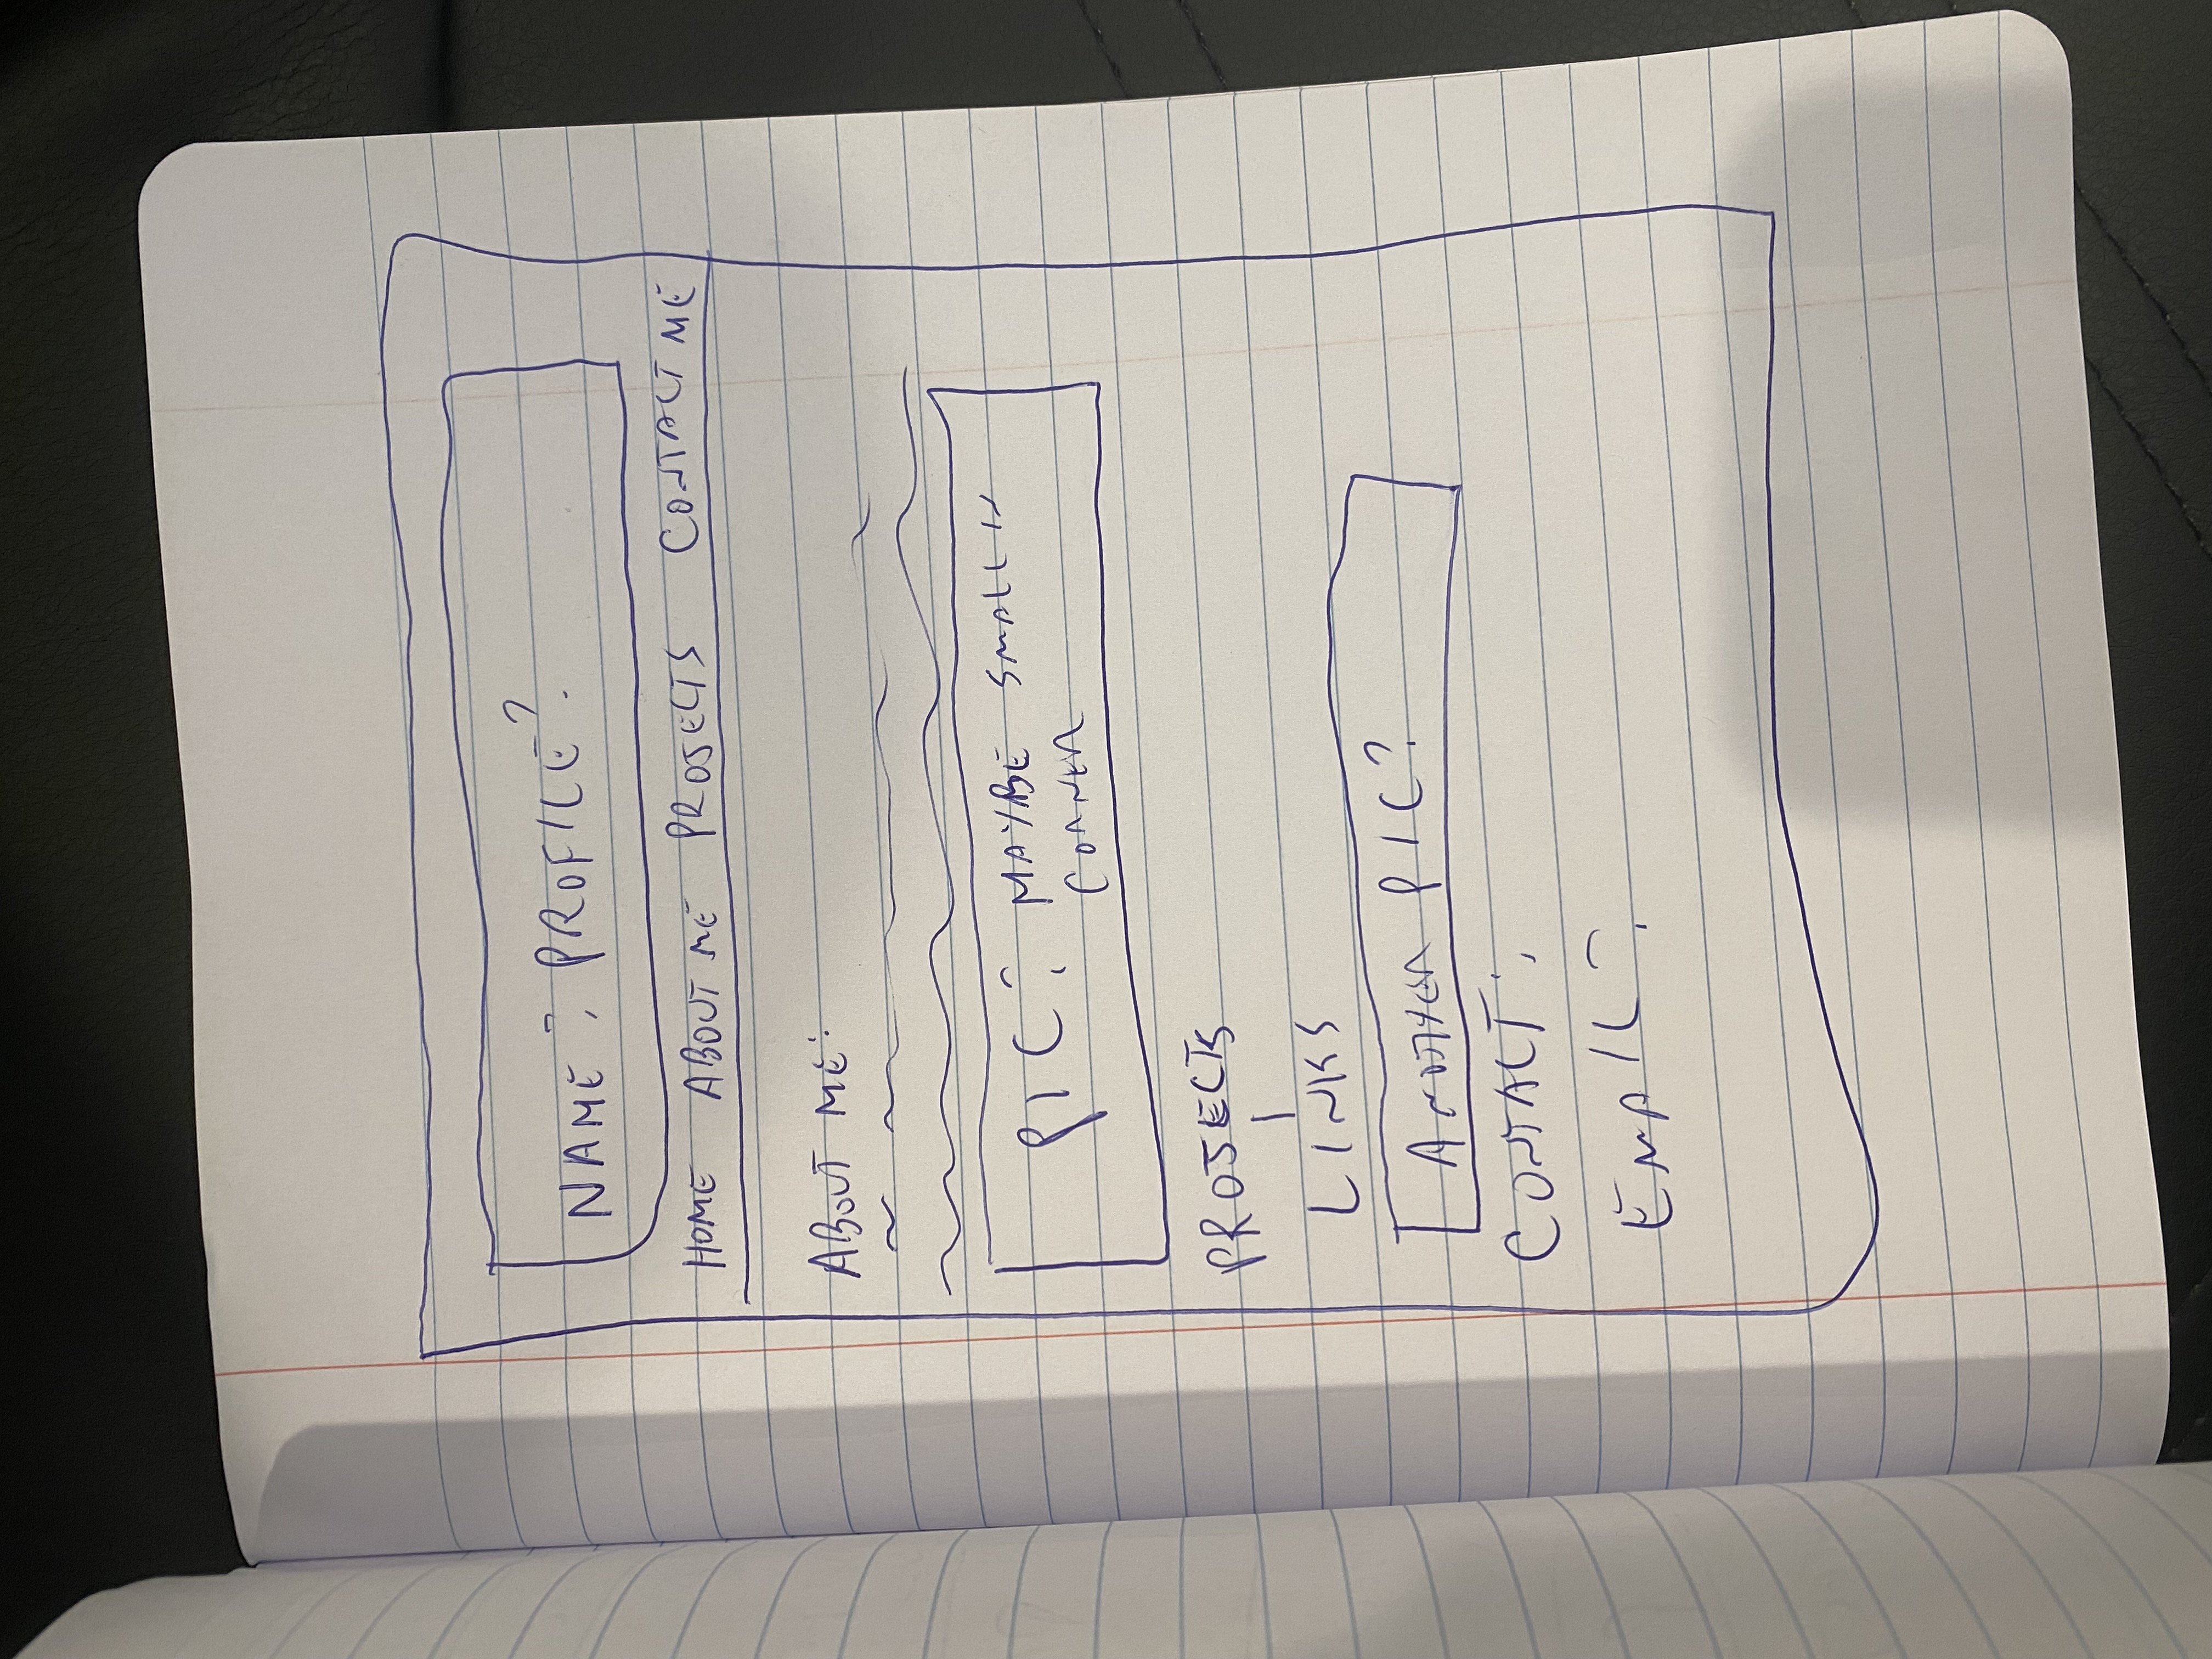 NAME? PROFILE?
HOME ABOUT ME PROJECTS CONTACT ME
ABOUT ME:
PIC? MAYBE SMALL IN
CORNER
PROJECTS
LINKS
ANOTHER PIC?
CONTACT:
EMAIL?